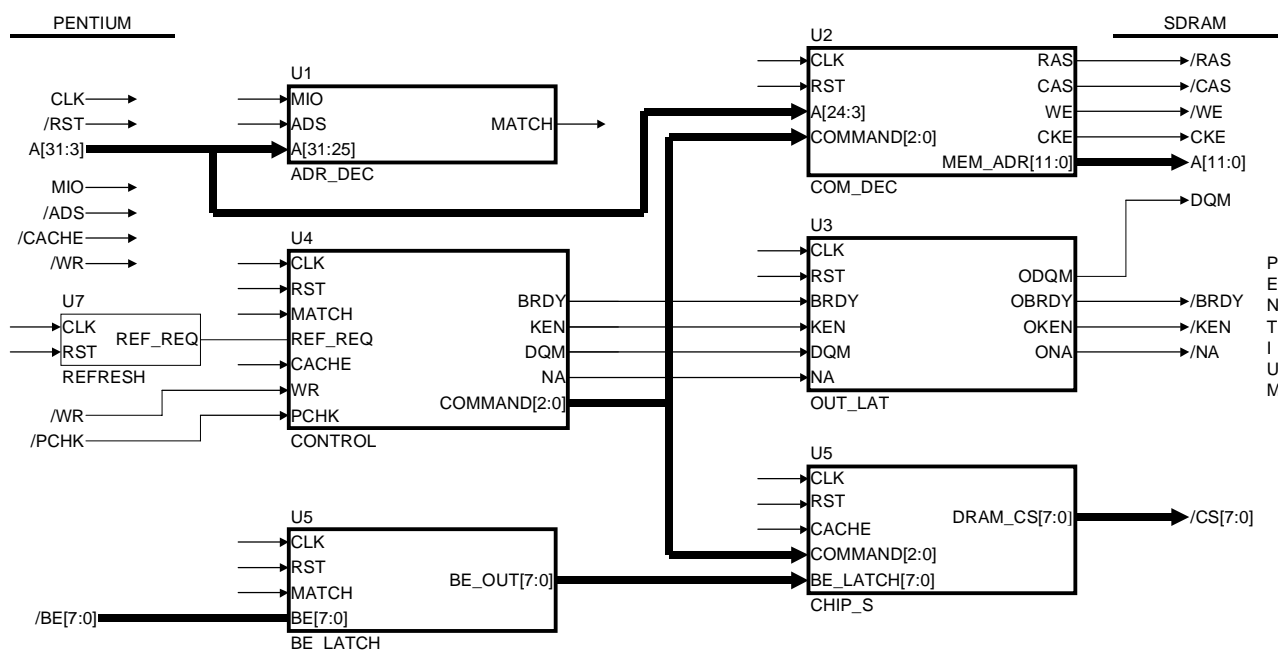 PENTIUM
SDRAM
CLK
/RST
A[31:3]
MIO
/ADS
/CACHE
/WR
U1
MIO
ADS
A[31:25]
MATCH
ADR_DEC
U2
CLK
RST
A[24:3]
COMMAND[2:0]
RAS
CAS
WE
CKE
MEM_ADR[11:0]
COM_DEC
/RAS
/CAS
/WE
CKE
A[11:0]
DQM
U7
CLK
RST
REF_REQ
REFRESH
/WR
/PCHK
U4
CLK
RST
MATCH
REF_REQ
CACHE
WR
PCHK
BRDY
KEN
DQM
NA
COMMAND[2:0]
CONTROL
U3
CLK
RST
BRDY
KEN
DQM
NA
ODQM
OBRDY
OKEN
ONA
OUT_LAT
/BRDY
/KEN
/NA
PENTIUM
U5
CLK
RST
MATCH
BE[7:0]
BE_OUT[7:0]
BE_LATCH
/BE[7:0]
U5
CLK
RST
CACHE
COMMAND[2:0]
BE_LATCH[7:0]
DRAM_CS[7:0]
CHIP_S
/CS[7:0]